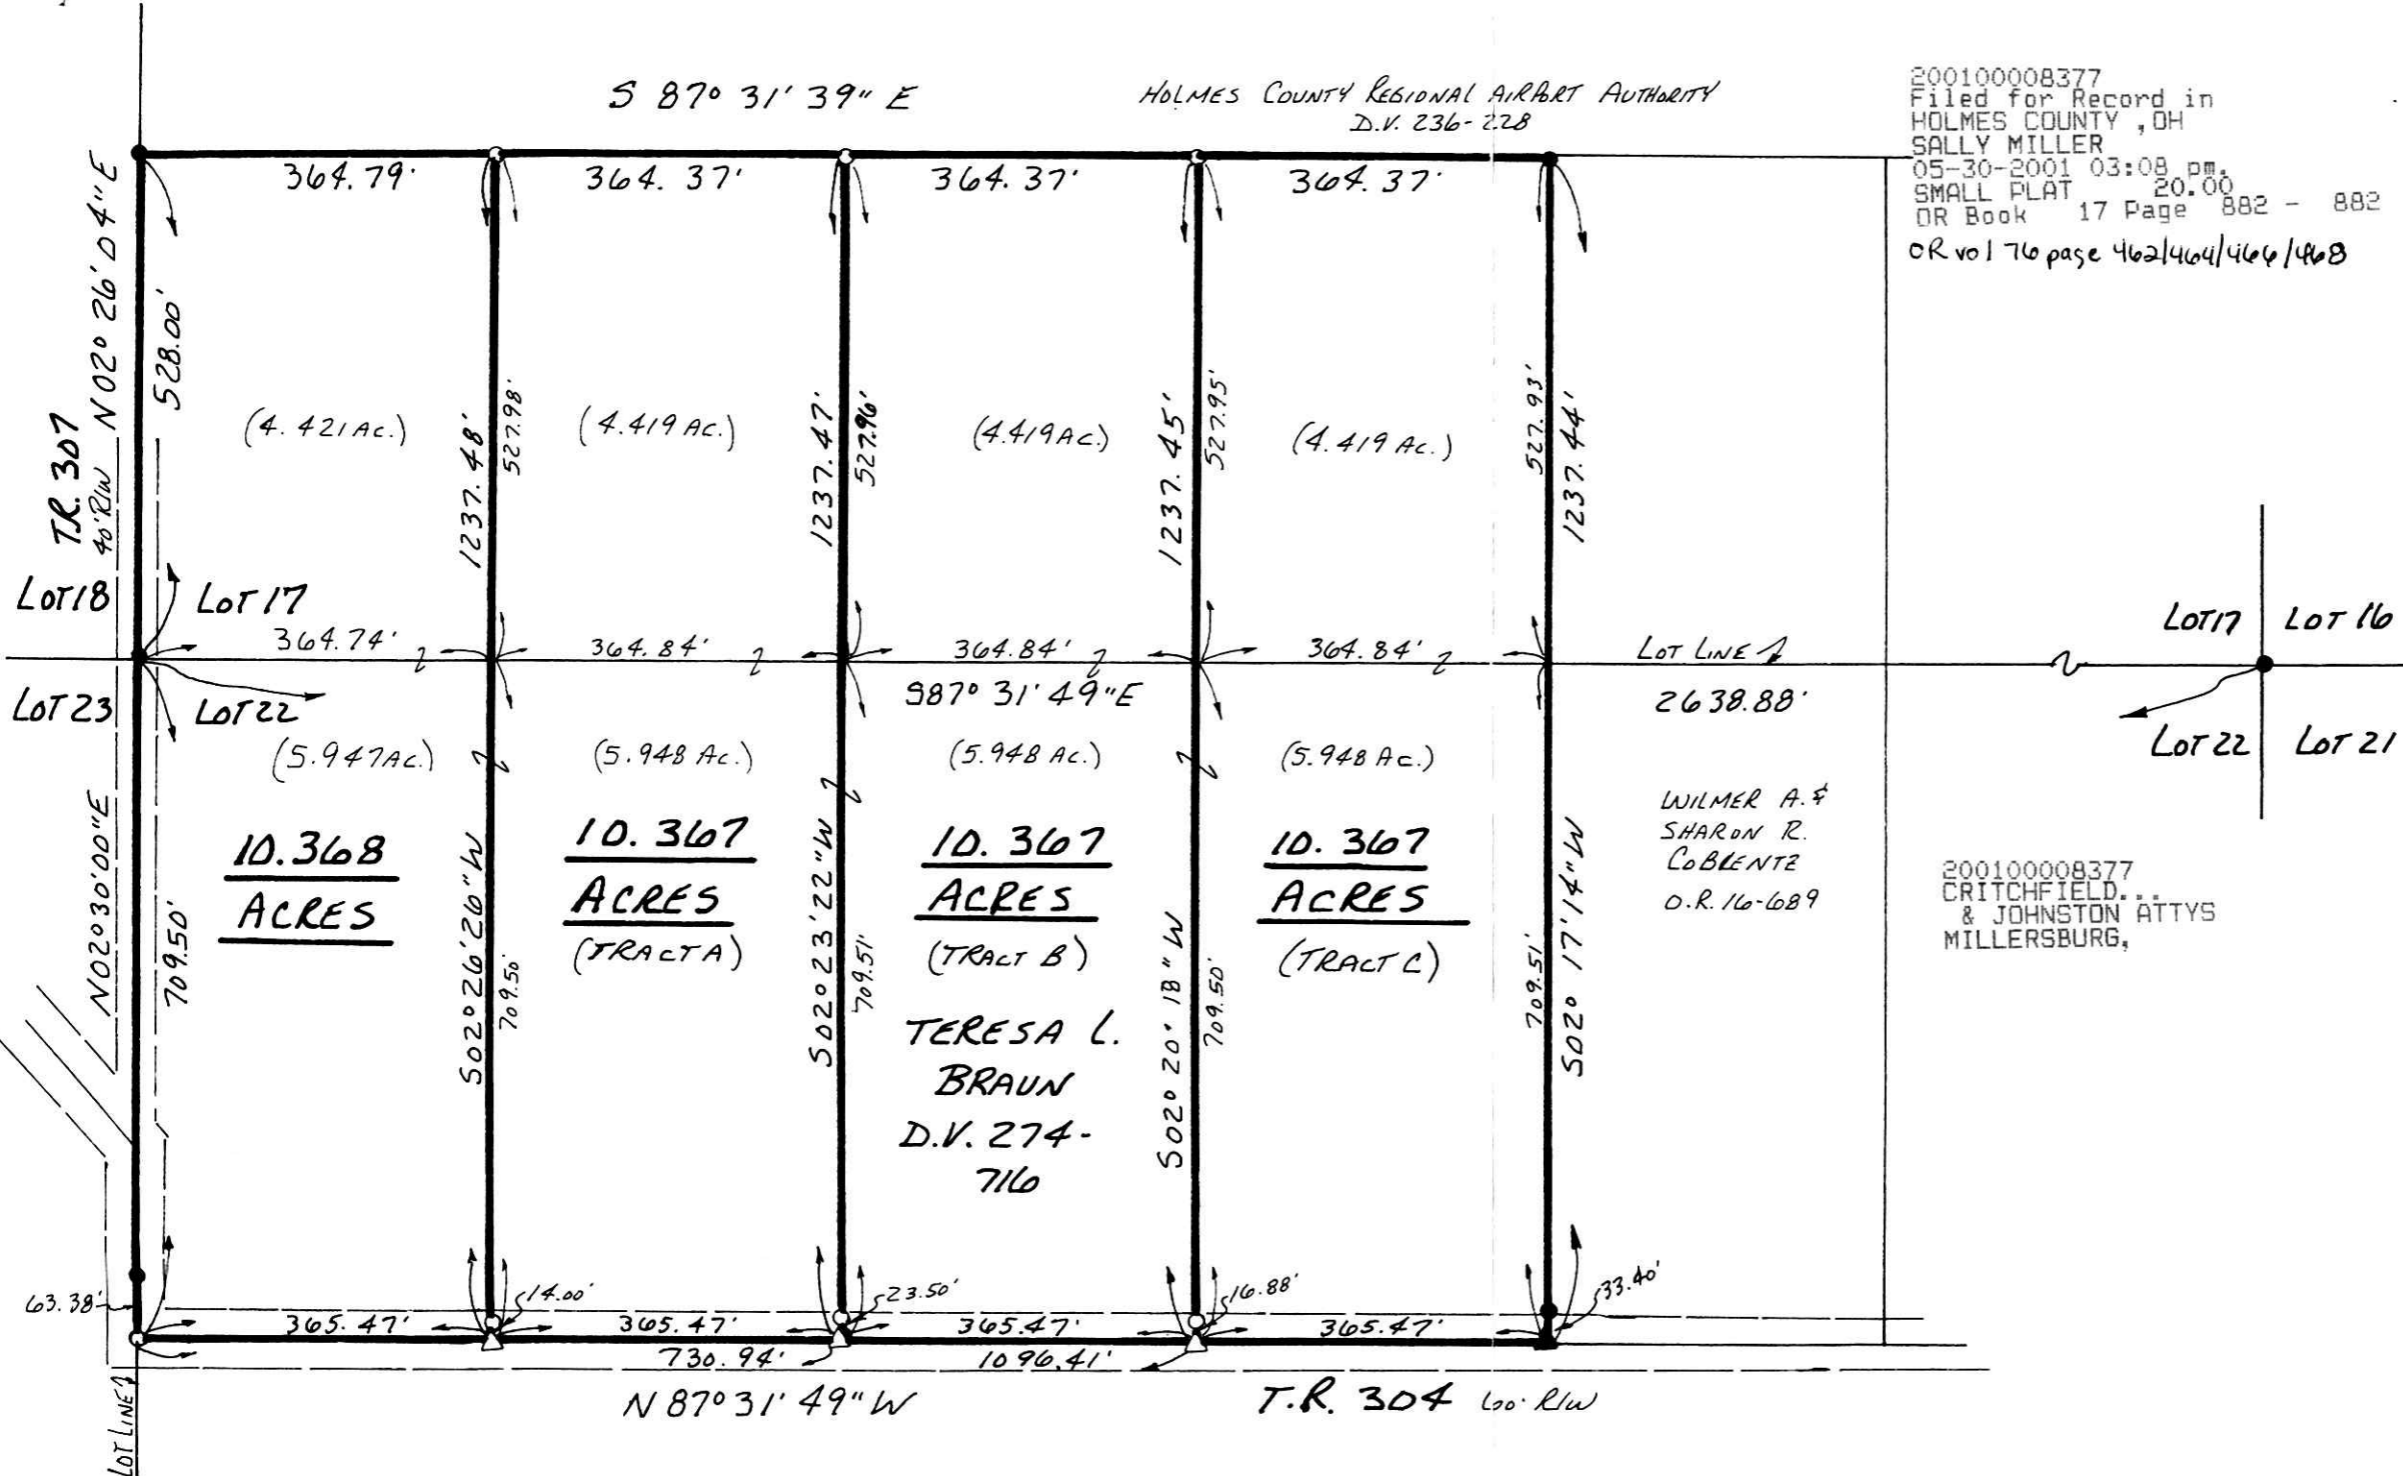 S 87° 31' 39" E
HOLMES COUNTY REGIONAL AIRPORT AUTHORITY
D.V. 236-228
200100008377
Filed for Record in
HOLMES COUNTY ,OH
SALLY MILLER
05-30-2001 03:08 pm.
SMALL PLAT 20.00
OR Book 17 Page 882 - 882
OR vol 76 page 462/464/466/468
364.79'
364.37'
364.37'
364.37'
N 02° 26' 04" E
528.00'
T.R. 307
40' R/W
(4.421 Ac.)
1237.48'
527.98'
(4.419 Ac.)
1237.47'
527.96'
(4.419 Ac.)
1237.45'
527.95'
(4.419 Ac.)
527.93'
1237.44'
LOT 18
LOT 17
364.74'
364.84'
364.84'
364.84'
LOT LINE
LOT 17
LOT 16
LOT 23
LOT 22
S87° 31' 49" E
2638.88'
LOT 22
LOT 21
(5.947 Ac.)
(5.948 Ac.)
(5.948 Ac.)
(5.948 Ac.)
N02°30'00"E
709.50'
10.368
ACRES
S02° 26' 26" W
709.50'
10.367
ACRES
(TRACT A)
S02° 23' 22" W
709.51'
10.367
ACRES
(TRACT B)
TERESA L.
BRAUN
D.V. 274-
716
S02° 20' 18" W
709.50'
10.367
ACRES
(TRACT C)
709.51'
S02° 17' 14" W
WILMER A. &
SHARON R.
COBLENTZ
O.R. 16-689
200100008377
CRITCHFIELD...
& JOHNSTON ATTYS
MILLERSBURG,
63.38'
14.00'
23.50'
16.88'
33.40'
365.47'
365.47'
365.47'
365.47'
730.94'
1096.41'
N 87° 31' 49" W
T.R. 304 60' R/W
LOT LINE